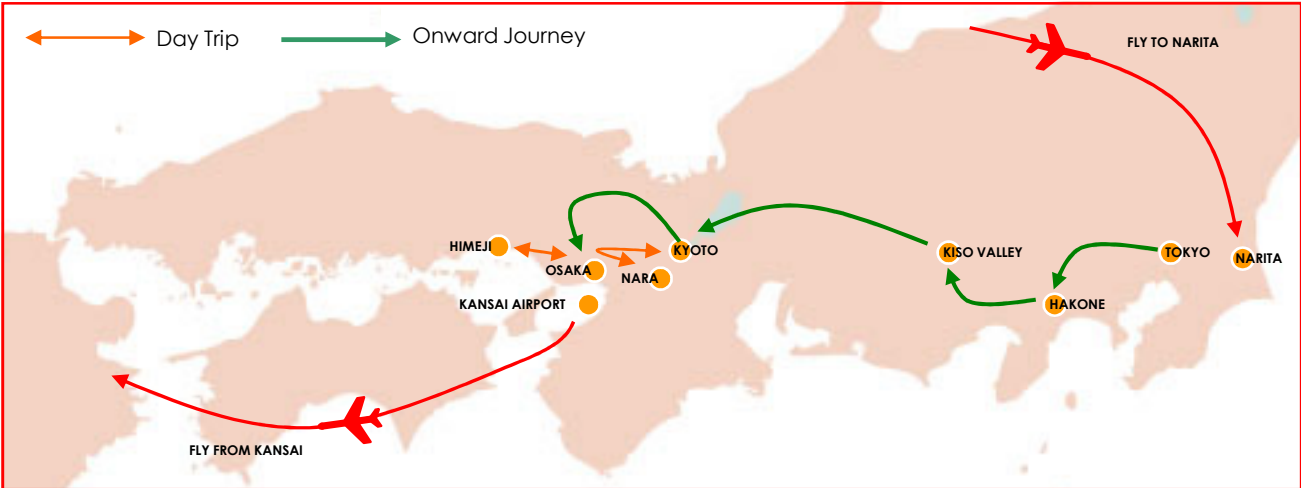 Day Trip
Onward Journey
FLY TO NARITA
HIMEJI
OSAKA
NARA
KYOTO
KISO VALLEY
TOKYO
NARITA
KANSAI AIRPORT
HAKONE
FLY FROM KANSAI